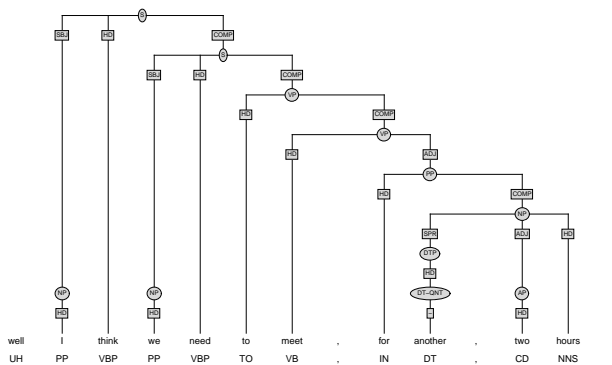 S
SBJ HD COMP
S
SBJ HD COMP
VP
HD COMP
VP
HD ADJ
PP
HD COMP
NP
SPR ADJ HD
DTP
HD
NP NP DT-QNT AP
HD HD - HD
well I think we need to meet , for another , two hours
UH PP VBP PP VBP TO VB , IN DT , CD NNS